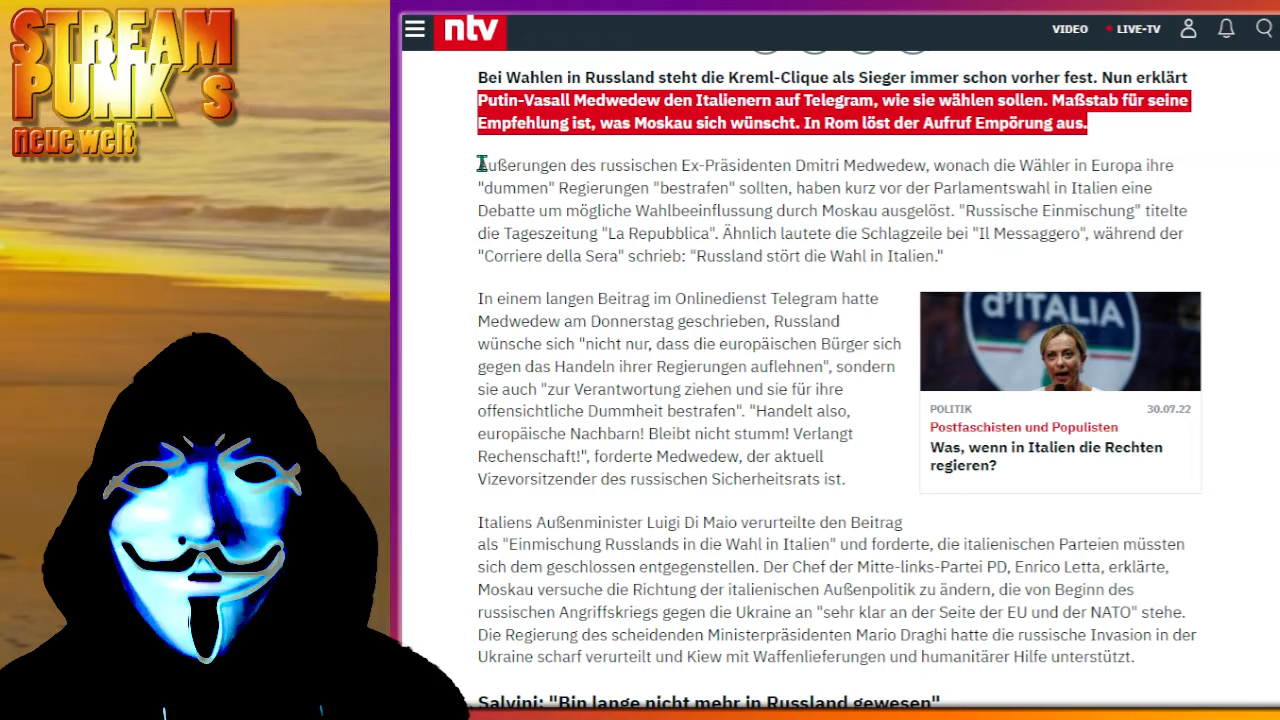 STREAM
PUNK´s
neue welt
ntv
VIDEO
LIVE-TV
Bei Wahlen in Russland steht die Kreml-Clique als Sieger immer schon vorher fest. Nun erklärt
Putin-Vasall Medwedew den Italienern auf Telegram, wie sie wählen sollen. Maßstab für seine
Empfehlung ist, was Moskau sich wünscht. In Rom löst der Aufruf Empörung aus.
Äußerungen des russischen Ex-Präsidenten Dmitri Medwedew, wonach die Wähler in Europa ihre
"dummen" Regierungen "bestrafen" sollten, haben kurz vor der Parlamentswahl in Italien eine
Debatte um mögliche Wahlbeeinflussung durch Moskau ausgelöst. "Russische Einmischung" titelte
die Tageszeitung "La Repubblica". Ähnlich lautete die Schlagzeile bei "Il Messaggero", während der
"Corriere della Sera" schrieb: "Russland stört die Wahl in Italien."
In einem langen Beitrag im Onlinedienst Telegram hatte
Medwedew am Donnerstag geschrieben, Russland
wünsche sich "nicht nur, dass die europäischen Bürger sich
gegen das Handeln ihrer Regierungen auflehnen", sondern
sie auch "zur Verantwortung ziehen und sie für ihre
offensichtliche Dummheit bestrafen". "Handelt also,
europäische Nachbarn! Bleibt nicht stumm! Verlangt
Rechenschaft!", forderte Medwedew, der aktuell
Vizevorsitzender des russischen Sicherheitsrats ist.
d'ITALIA
POLITIK
30.07.22
Postfaschisten und Populisten
Was, wenn in Italien die Rechten
regieren?
Italiens Außenminister Luigi Di Maio verurteilte den Beitrag
als "Einmischung Russlands in die Wahl in Italien" und forderte, die italienischen Parteien müssten
sich dem geschlossen entgegenstellen. Der Chef der Mitte-links-Partei PD, Enrico Letta, erklärte,
Moskau versuche die Richtung der italienischen Außenpolitik zu ändern, die von Beginn des
russischen Angriffskriegs gegen die Ukraine an "sehr klar an der Seite der EU und der NATO" stehe.
Die Regierung des scheidenden Ministerpräsidenten Mario Draghi hatte die russische Invasion in der
Ukraine scharf verurteilt und Kiew mit Waffenlieferungen und humanitärer Hilfe unterstützt.
Salvini: "Bin lange nicht mehr in Russland gewesen"